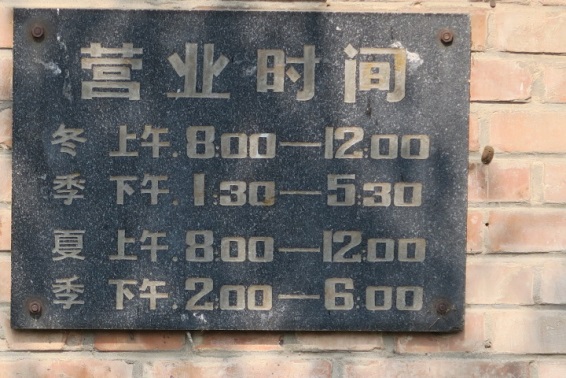 营业时间
冬 上午.8:00—12:00
季 下午.1:30—5:30
夏 上午.8:00—12:00
季 下午.2:00—6:00